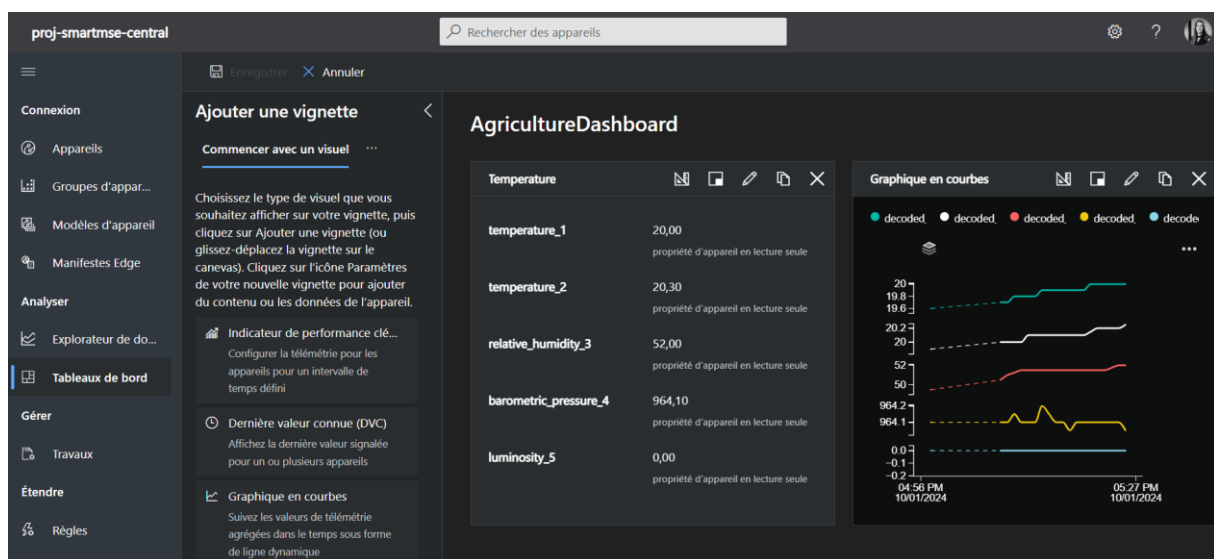 proj-smartmse-central
Rechercher des appareils
?
Enregistrer
Annuler
Connexion
Appareils
Groupes d'appar...
Modèles d'appareil
Manifestes Edge
Analyser
Explorateur de do...
Tableaux de bord
Gérer
Travaux
Étendre
Règles
Ajouter une vignette
Commencer avec un visuel
...
Choisissez le type de visuel que vous
souhaitez afficher sur votre vignette, puis
cliquez sur Ajouter une vignette (ou
glissez-déplacez la vignette sur le
canevas). Cliquez sur l'icône Paramètres
de votre nouvelle vignette pour ajouter
du contenu ou les données de l'appareil.
Indicateur de performance clé...
Configurer la télémétrie pour les
appareils pour un intervalle de
temps défini
Dernière valeur connue (DVC)
Affichez la dernière valeur signalée
pour un ou plusieurs appareils
Graphique en courbes
Suivez les valeurs de télémétrie
agrégées dans le temps sous forme
de ligne dynamique
AgricultureDashboard
Temperature
temperature_1 20,00
propriété d'appareil en lecture seule
temperature_2 20,30
propriété d'appareil en lecture seule
relative_humidity_3 52,00
propriété d'appareil en lecture seule
barometric_pressure_4 964,10
propriété d'appareil en lecture seule
luminosity_5 0,00
propriété d'appareil en lecture seule
Graphique en courbes
decoded. decoded. decoded. decoded. decode
...
20
19.8
19.6
20.2
20
52
50
964.2
964.1
0.0
-0.1
-0.2
04:56 PM 05:27 PM
10/01/2024 10/01/2024